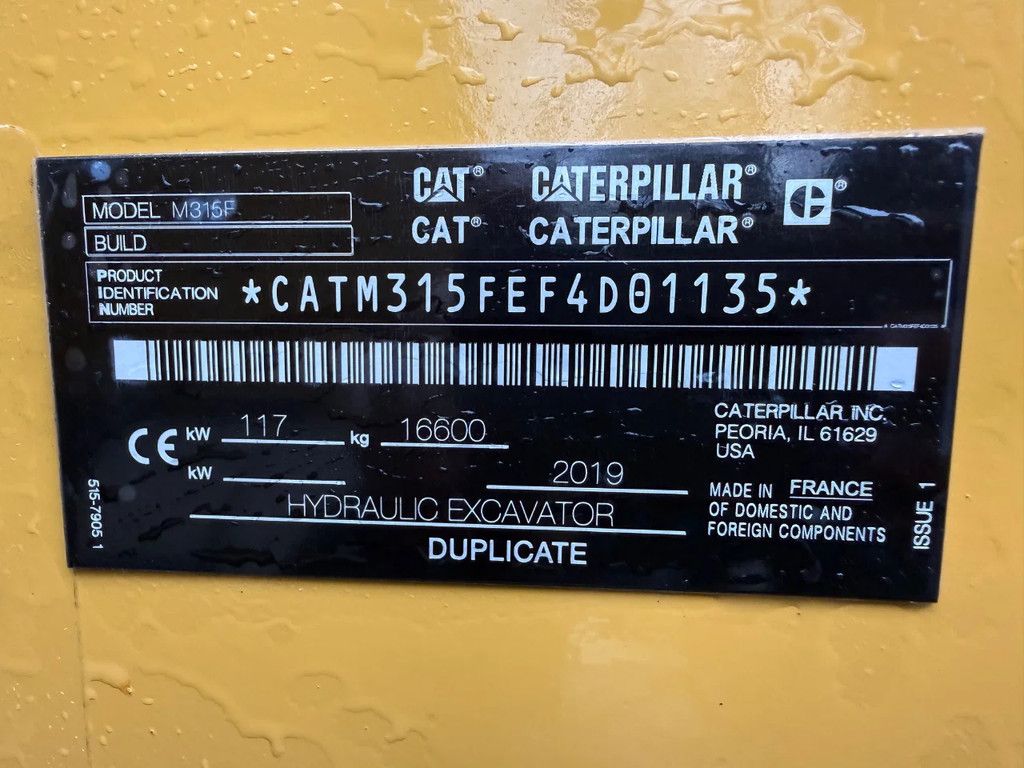 CAT® CATERPILLAR® ®
CAT® CATERPILLAR®
MODEL M315F
BUILD
PRODUCT
IDENTIFICATION
NUMBER
*CATM315FEF4D01135*
CE kW 117 kg 16600
kW
2019
HYDRAULIC EXCAVATOR
DUPLICATE
CATERPILLAR INC.
PEORIA, IL 61629
USA
MADE IN FRANCE
OF DOMESTIC AND
FOREIGN COMPONENTS
515-7905 1
ISSUE 1